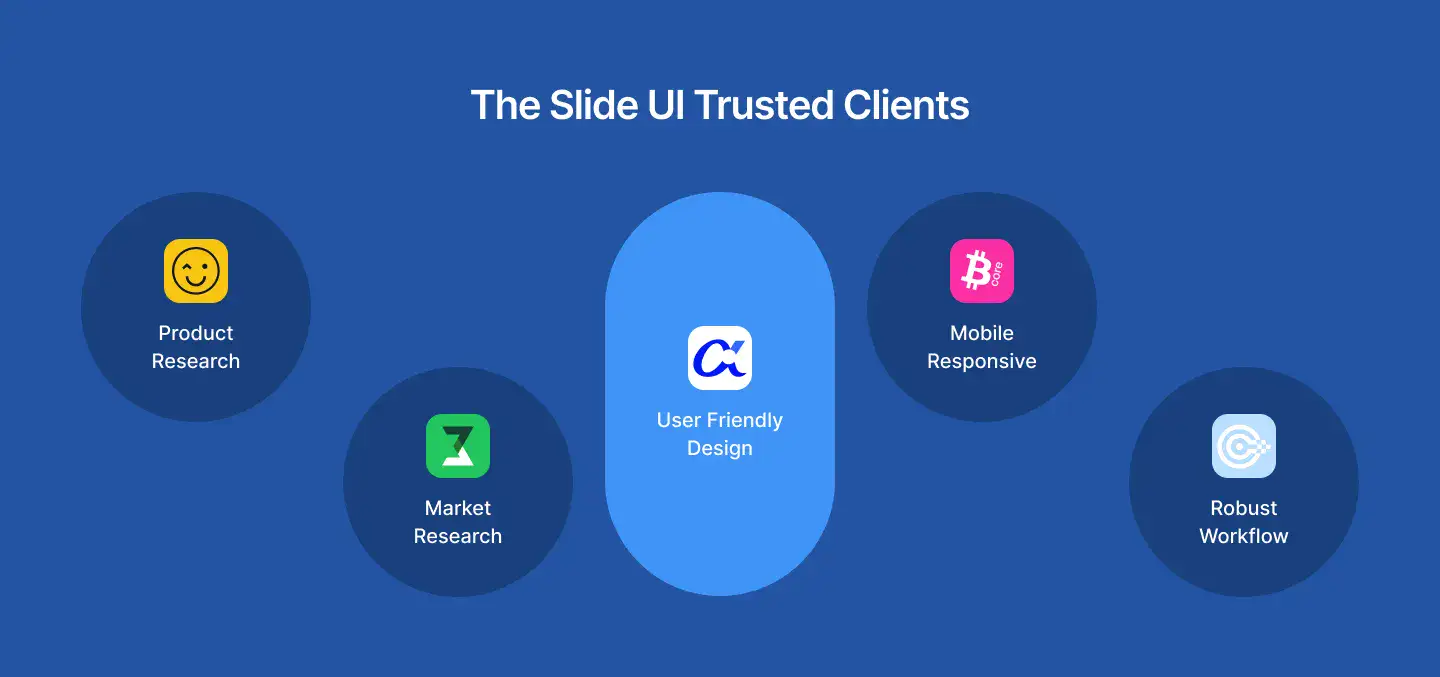 The Slide UI Trusted Clients
Product
Research
Market
Research
User Friendly
Design
core
Mobile
Responsive
Robust
Workflow